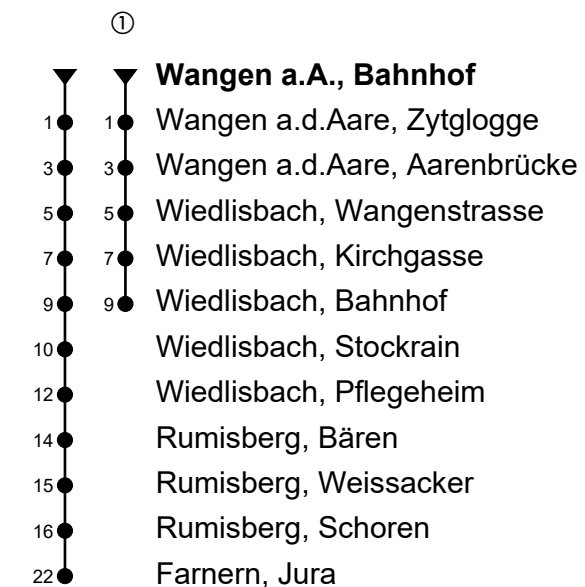 ①
Wangen a.A., Bahnhof
1 1 Wangen a.d.Aare, Zytglogge
3 3 Wangen a.d.Aare, Aarenbrücke
5 5 Wiedlisbach, Wangenstrasse
7 7 Wiedlisbach, Kirchgasse
9 9 Wiedlisbach, Bahnhof
10 Wiedlisbach, Stockrain
12 Wiedlisbach, Pflegeheim
14 Rumisberg, Bären
15 Rumisberg, Weissacker
16 Rumisberg, Schoren
22 Farnern, Jura